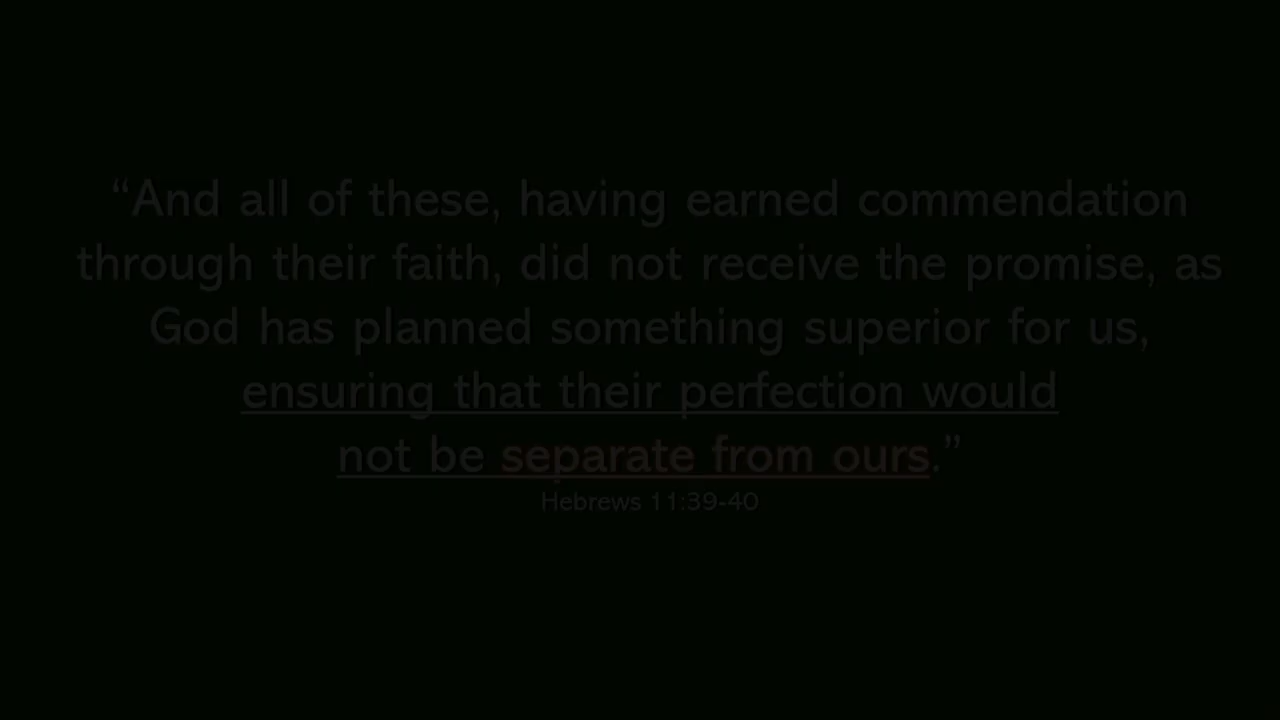 “And all of these, having earned commendation
through their faith, did not receive the promise, as
God has planned something superior for us,
ensuring that their perfection would
not be separate from ours.”
Hebrews 11:39-40